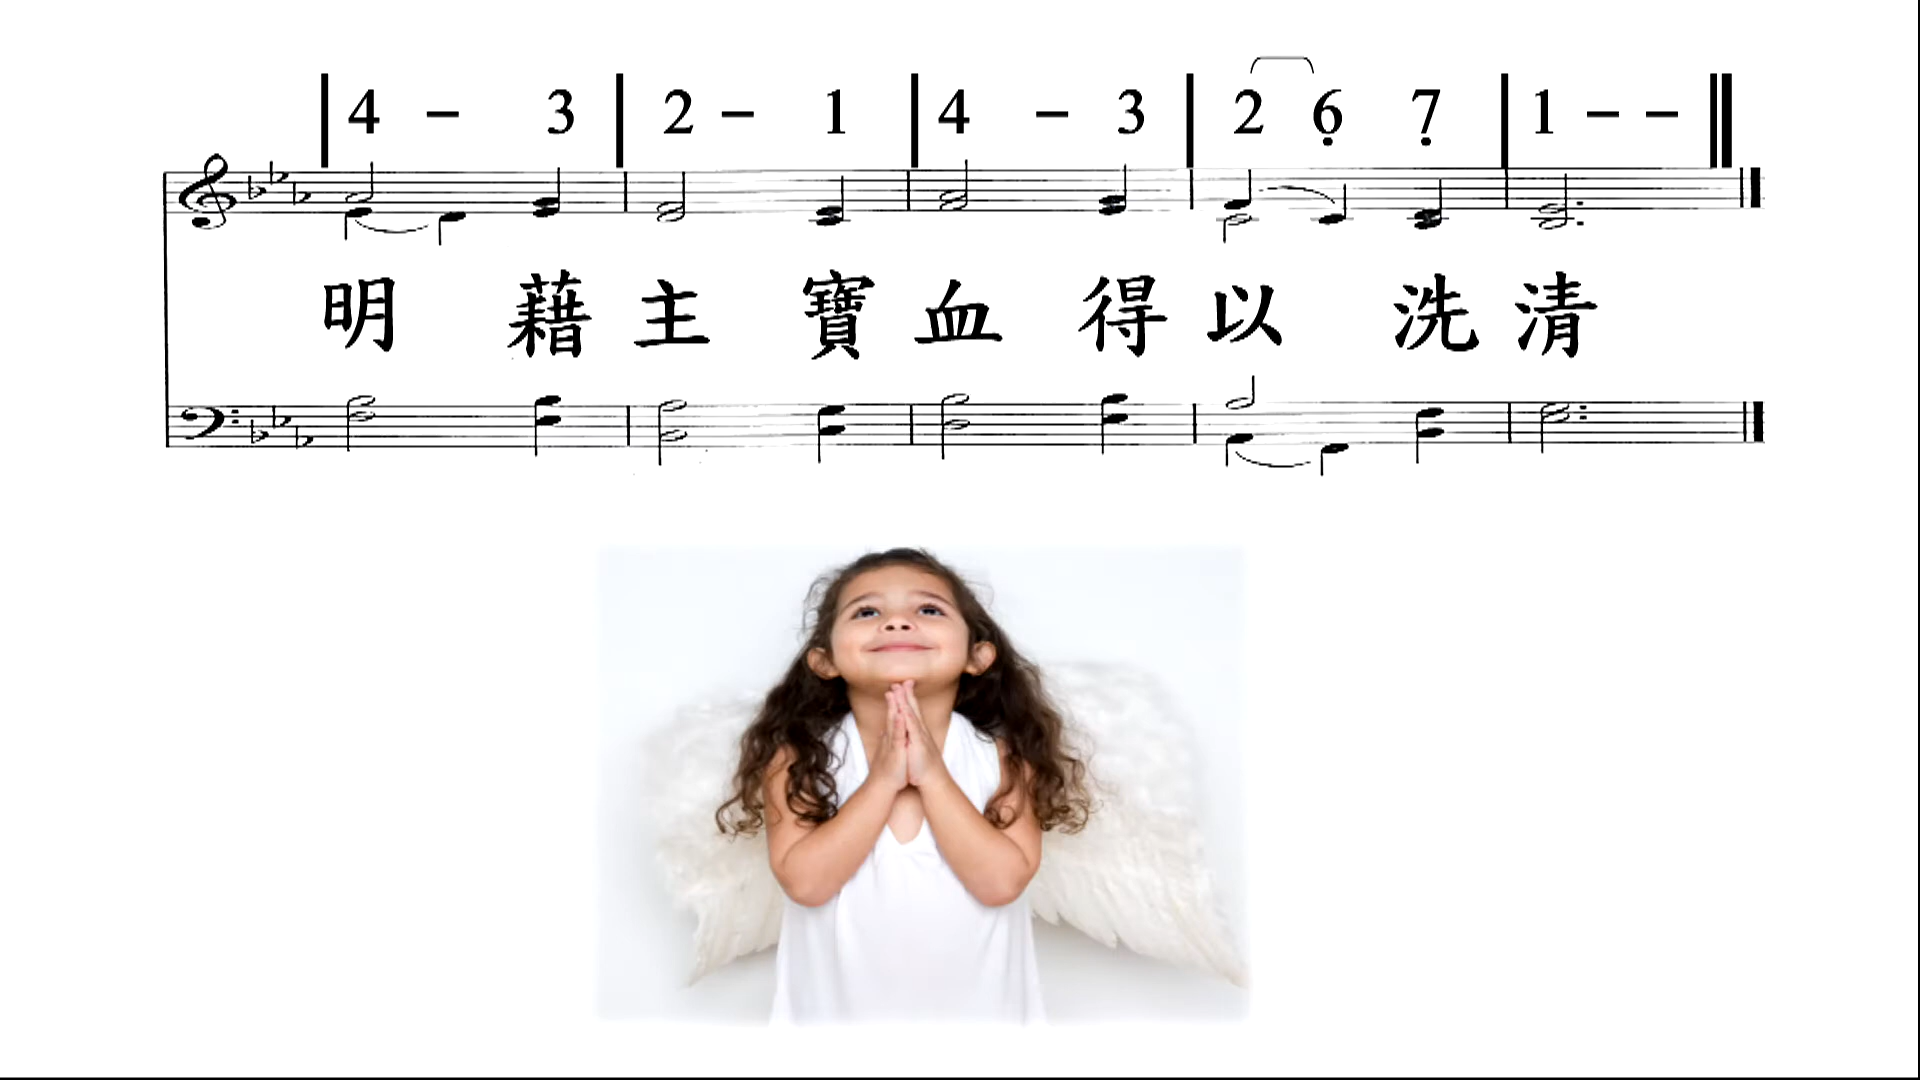 | 4 – 3 | 2 – 1 | 4 – 3 | 2 6̣ 7̣ | 1 – – ‖
明 藉 主 寶 血 得 以 洗 清